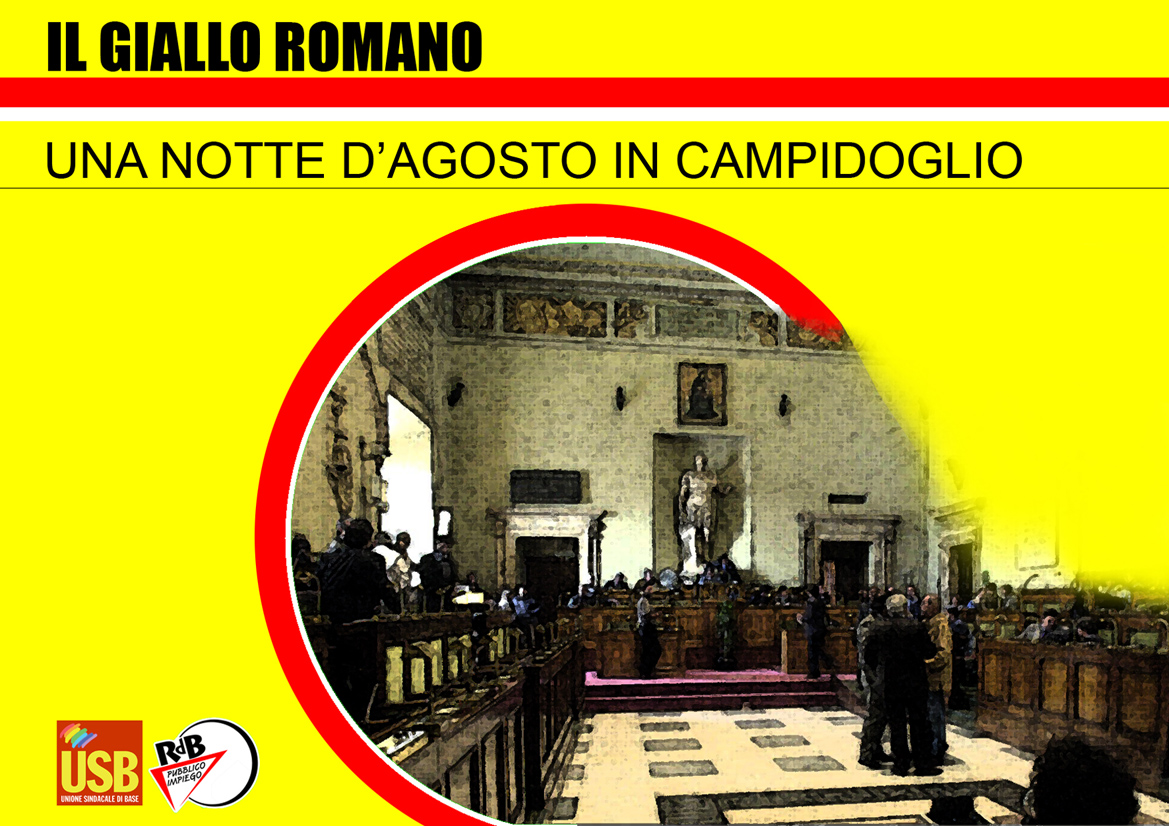 IL GIALLO ROMANO
UNA NOTTE D’AGOSTO IN CAMPIDOGLIO
USB
UNIONE SINDACALE DI BASE
RdB
PUBBLICO
IMPIEGO